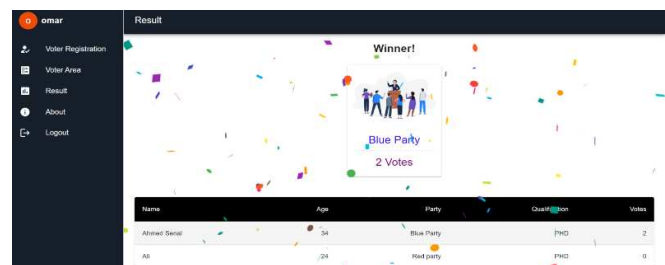 o omar
Result
Voter Registration
Voter Area
Result
About
Logout
Winner!
Blue Party
2 Votes
Name Age Party Qualification Votes
Ahmed Senal 34 Blue Party PHD 2
Ali 24 Red party PHD 0